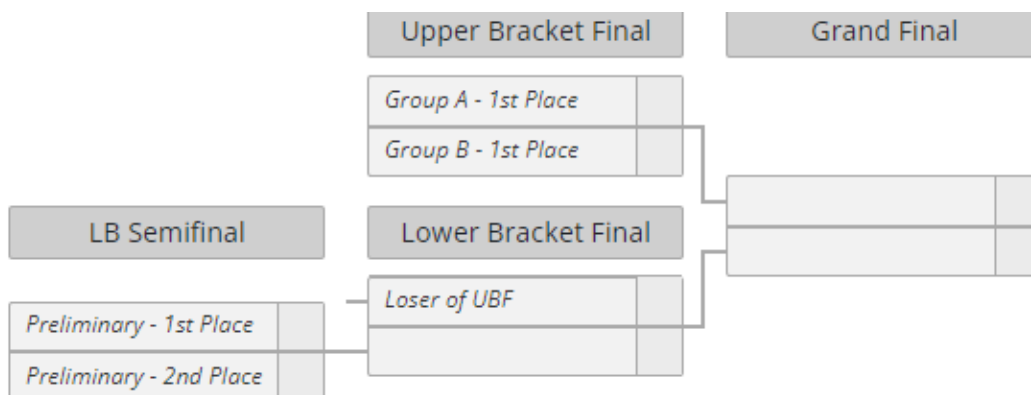 Upper Bracket Final
Grand Final
Group A - 1st Place
Group B - 1st Place
LB Semifinal
Lower Bracket Final
Loser of UBF
Preliminary - 1st Place
Preliminary - 2nd Place